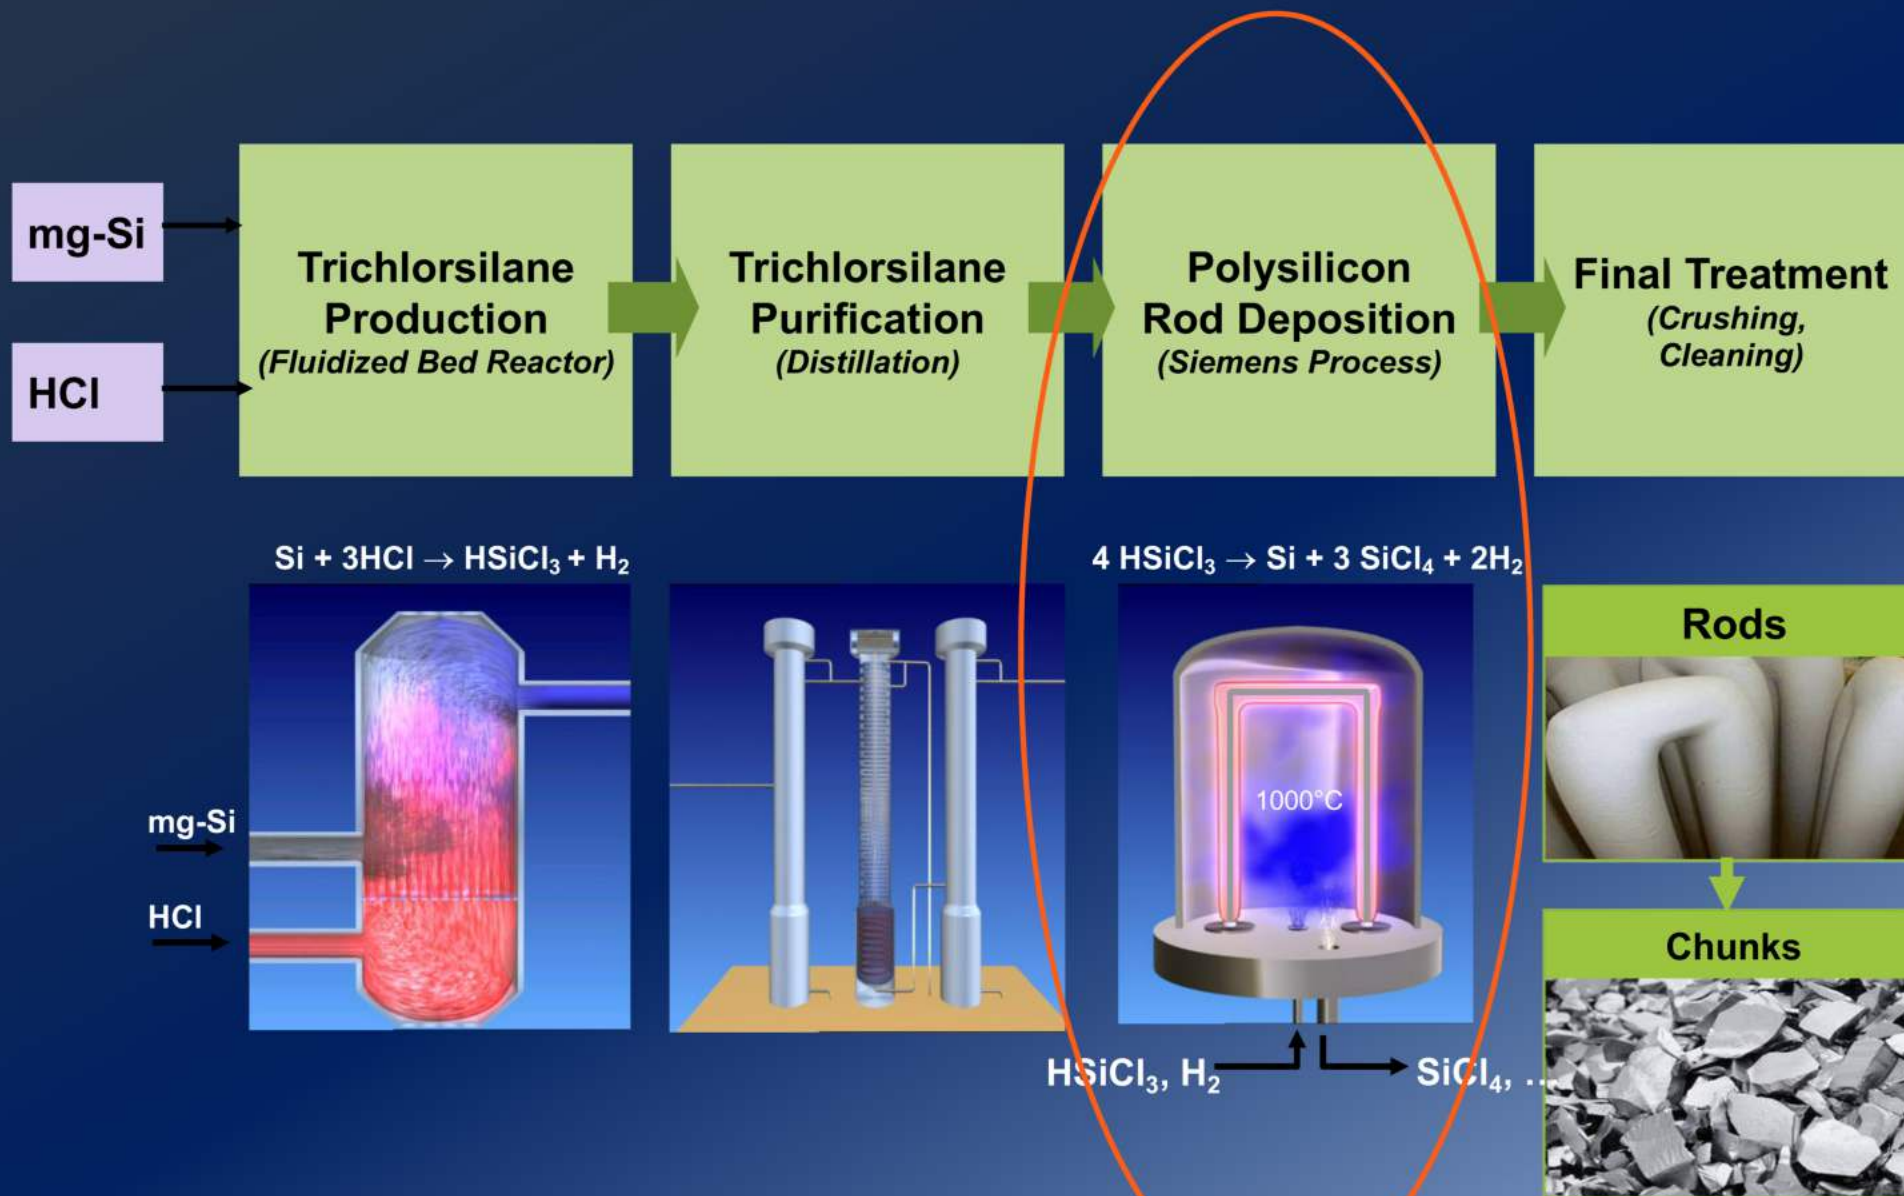 mg-Si
HCl
Trichlorsilane
Production
(Fluidized Bed Reactor)
Trichlorsilane
Purification
(Distillation)
Polysilicon
Rod Deposition
(Siemens Process)
Final Treatment
(Crushing,
Cleaning)
Si + 3HCl → HSiCl₃ + H₂
4 HSiCl₃ → Si + 3 SiCl₄ + 2H₂
mg-Si
HCl
1000°C
HSiCl₃, H₂
SiCl₄, ...
Rods
Chunks